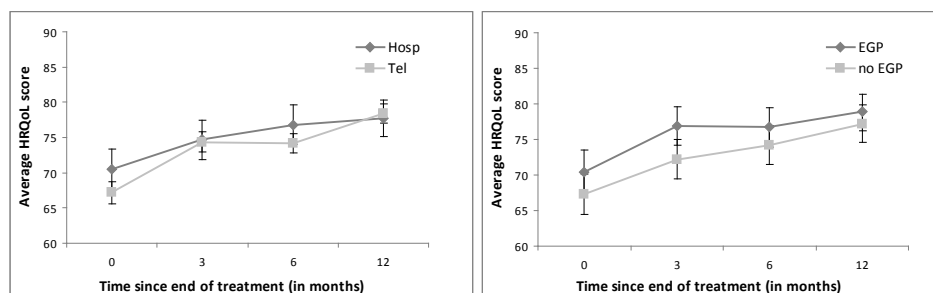 90
85
80
75
70
65
60
Average HRQoL score
Hosp
Tel
0 3 6 12
Time since end of treatment (in months)
90
85
80
75
70
65
60
Average HRQoL score
EGP
no EGP
0 3 6 12
Time since end of treatment (in months)